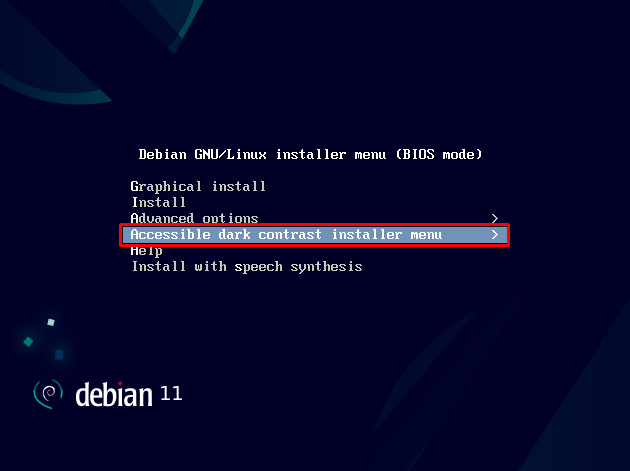 Debian GNU/Linux installer menu (BIOS mode)
Graphical install
Install
Advanced options >
Accessible dark contrast installer menu >
Help
Install with speech synthesis
debian 11